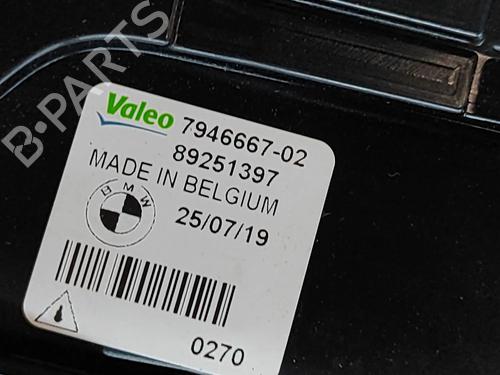 B-PARTS
Valeo 7946667-02
89251397
MADE IN BELGIUM
BMW
25/07/19
0270